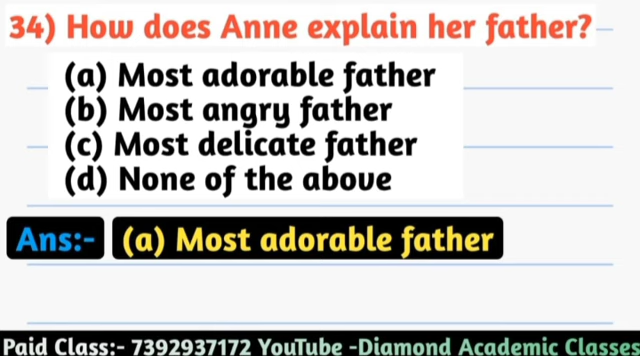 34) How does Anne explain her father?
(a) Most adorable father
(b) Most angry father
(c) Most delicate father
(d) None of the above
Ans:- (a) Most adorable father
Paid Class:- 7392937172 YouTube -Diamond Academic Classes